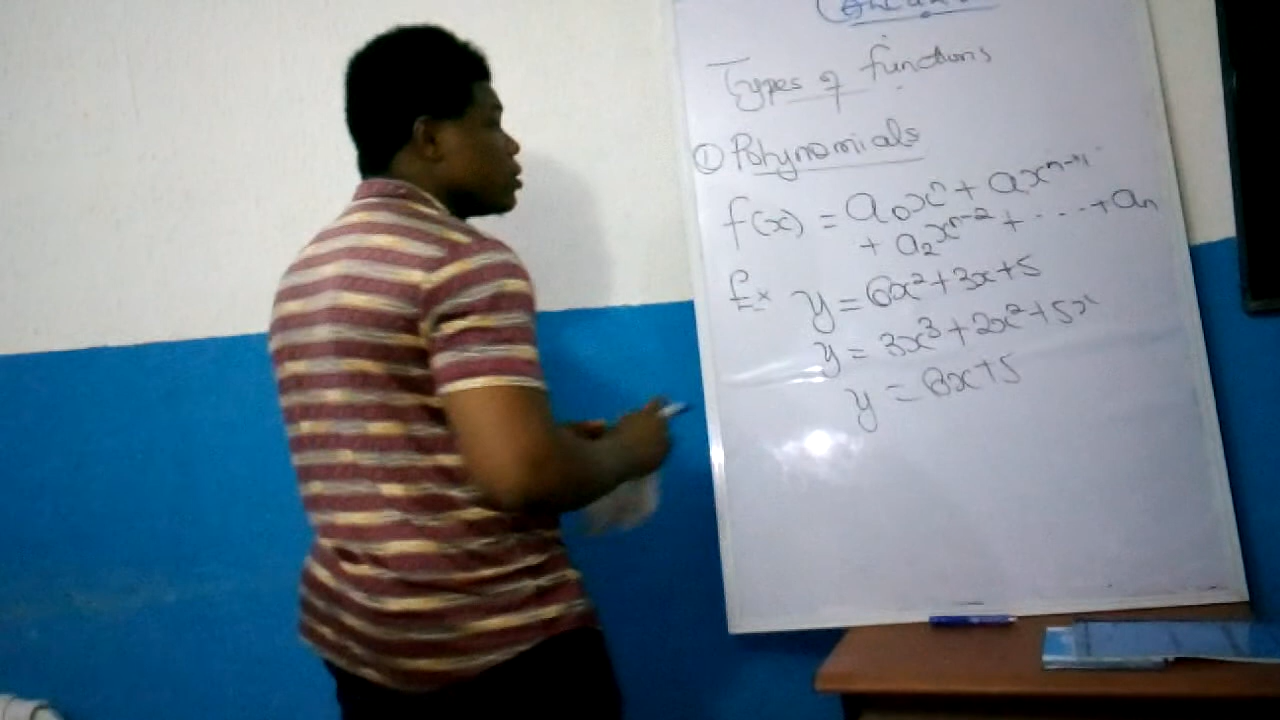 Types of functions
① Polynomials
f(x) = a₀xⁿ + axⁿ⁻¹
+ a₂xⁿ⁻² + ... + aₙ
Ex y = 6x² + 3x + 5
y = 3x³ + 2x² + 5x
y = 6x + 5